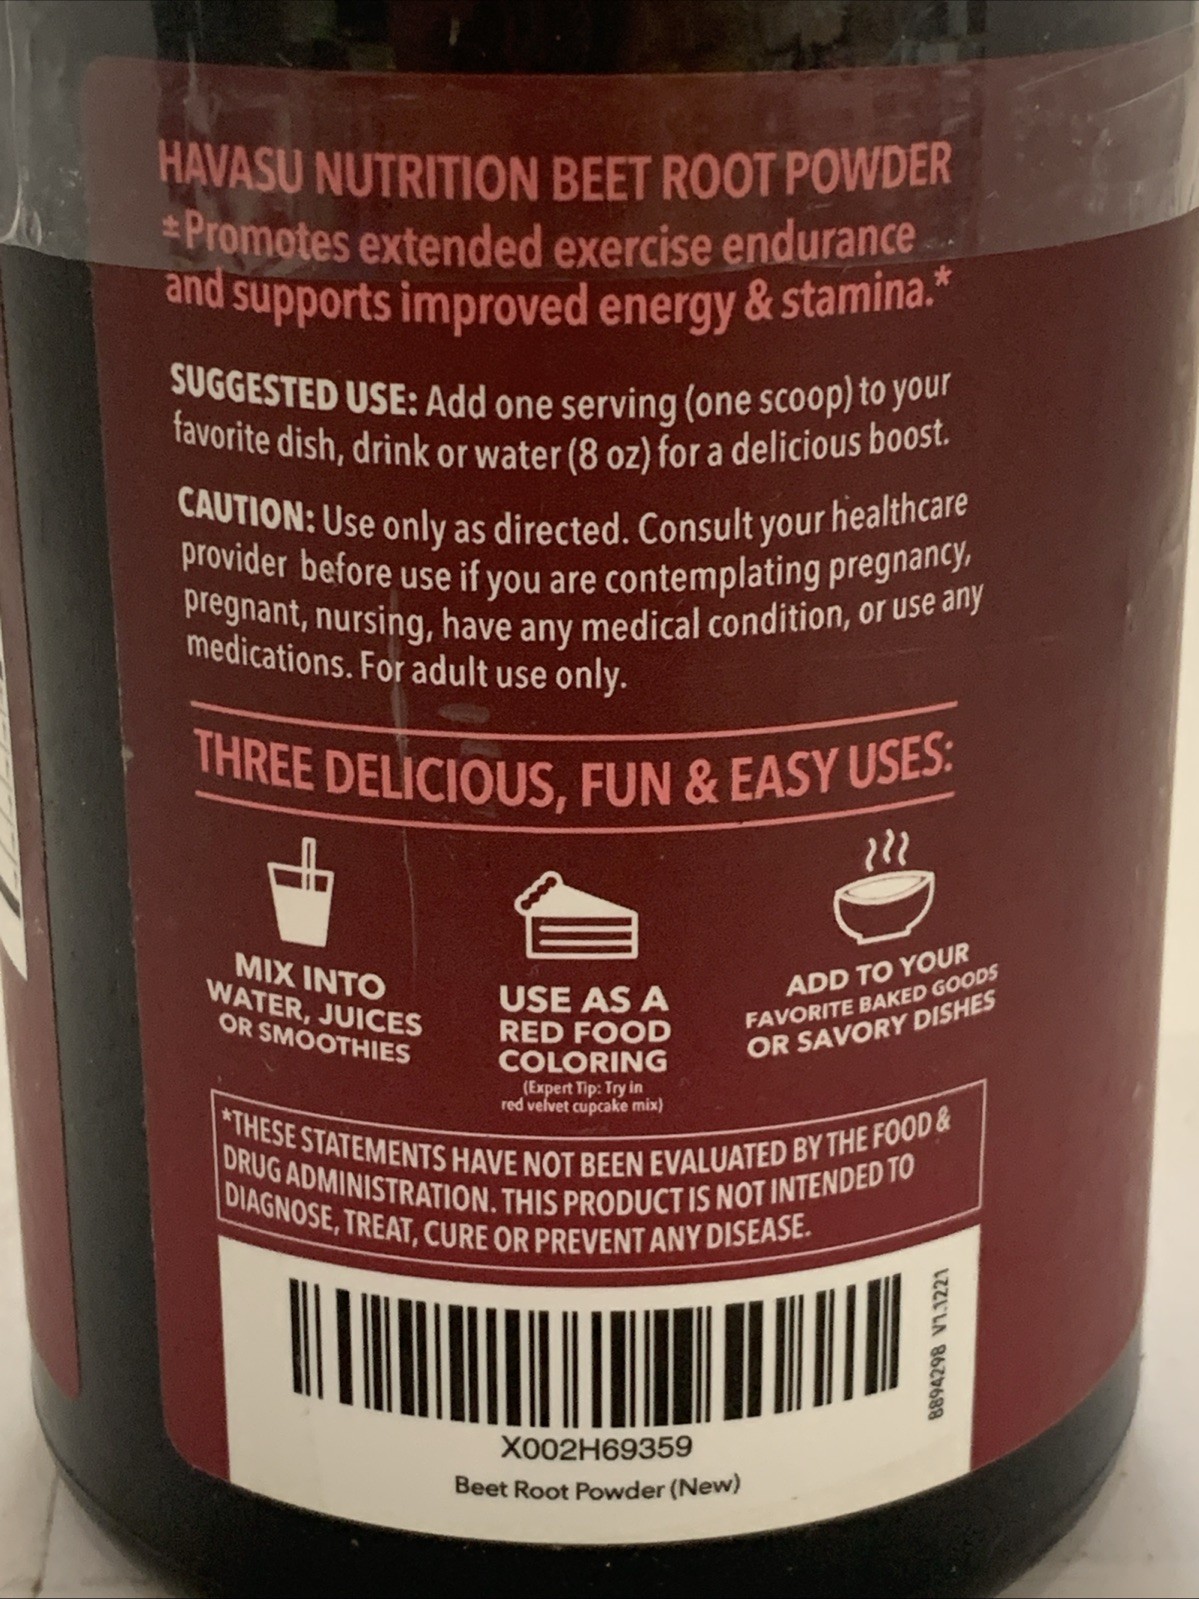 HAVASU NUTRITION BEET ROOT POWDER
±Promotes extended exercise endurance
and supports improved energy & stamina.*
SUGGESTED USE: Add one serving (one scoop) to your
favorite dish, drink or water (8 oz) for a delicious boost.
CAUTION: Use only as directed. Consult your healthcare
provider before use if you are contemplating pregnancy,
pregnant, nursing, have any medical condition, or use any
medications. For adult use only.
THREE DELICIOUS, FUN & EASY USES:
MIX INTO
WATER, JUICES
OR SMOOTHIES
USE AS A
RED FOOD
COLORING
(Expert Tip: Try in
red velvet cupcake mix)
ADD TO YOUR
FAVORITE BAKED GOODS
OR SAVORY DISHES
*THESE STATEMENTS HAVE NOT BEEN EVALUATED BY THE FOOD &
DRUG ADMINISTRATION. THIS PRODUCT IS NOT INTENDED TO
DIAGNOSE, TREAT, CURE OR PREVENT ANY DISEASE.
8894298 V1.1221
X002H69359
Beet Root Powder (New)